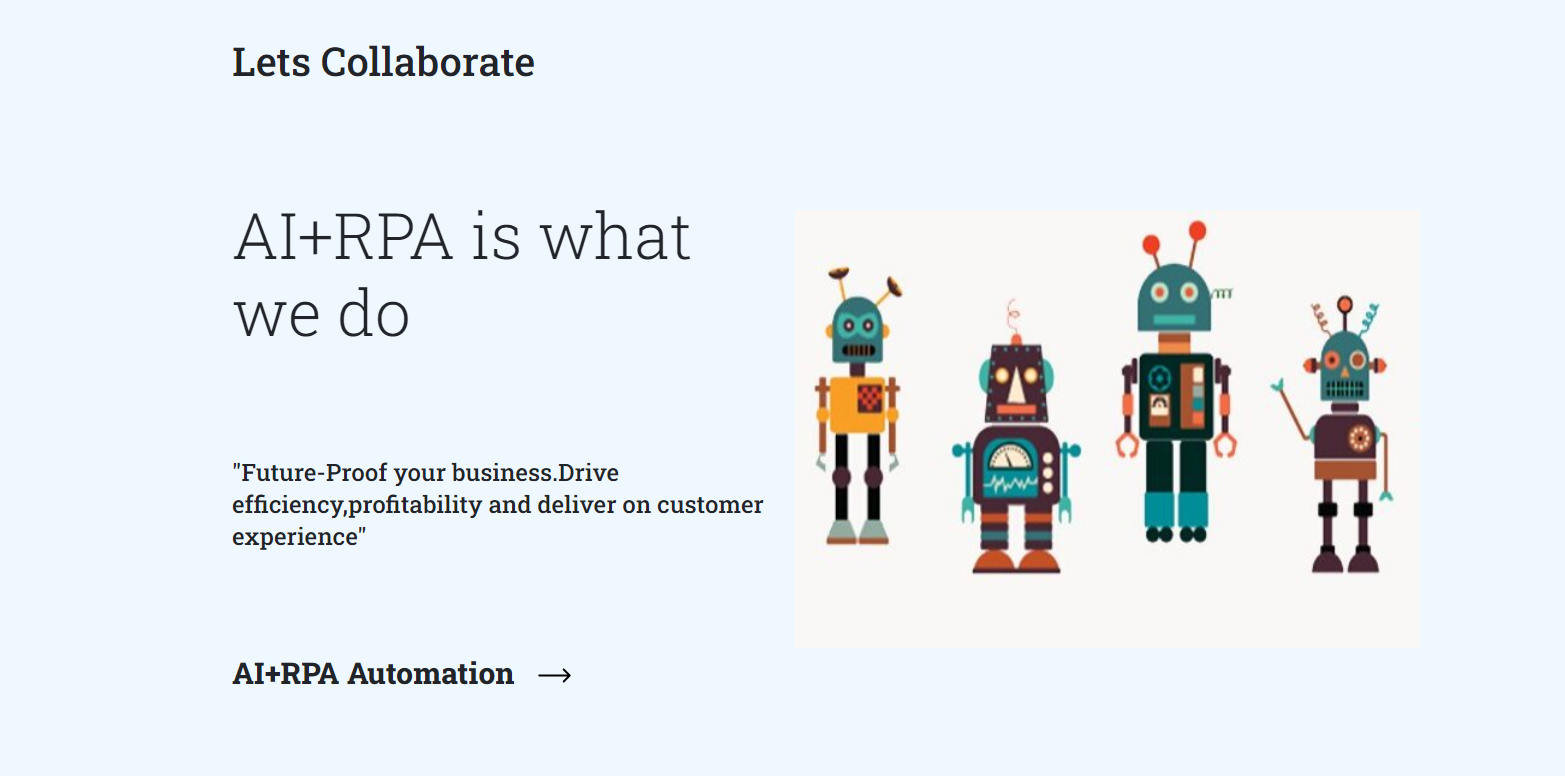 Lets Collaborate
AI+RPA is what
we do
"Future-Proof your business.Drive
efficiency,profitability and deliver on customer
experience"
AI+RPA Automation →